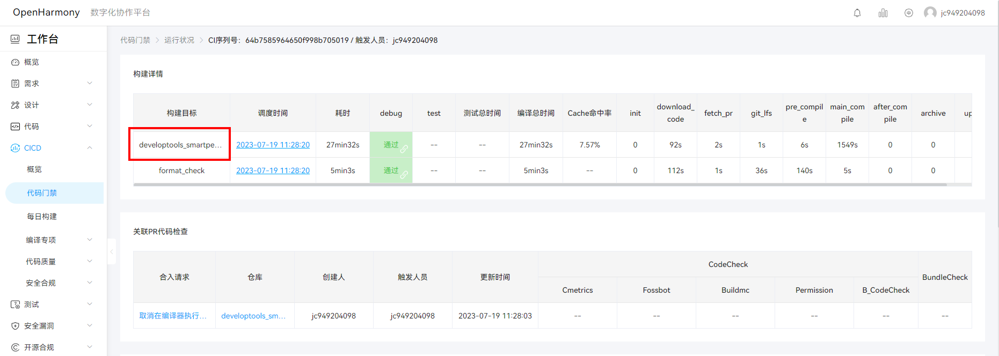 OpenHarmony 数字化协作平台
jc949204098
工作台
概览
需求
设计
代码
CICD
概览
代码门禁
每日构建
编译专项
代码质量
安全合规
测试
安全漏洞
开源合规
代码门禁 > 运行状况 > CI序列号：64b7585964650f998b705019 / 触发人员：jc949204098
构建详情
构建目标 调度时间 耗时 debug test 测试总时间 编译总时间 Cache命中率 init download_code fetch_pr git_lfs pre_compile main_compile after_compile archive up
developtools_smartpe... 2023-07-19 11:28:20 27min32s 通过 -- -- 27min32s 7.57% 0 92s 2s 1s 6s 1549s 0 0
format_check 2023-07-19 11:28:20 5min3s 通过 -- -- 5min3s -- 0 112s 1s 36s 140s 5s 0 0
关联PR代码检查
合入请求 仓库 创建人 触发人员 更新时间 CodeCheck BundleCheck
Cmetrics Fossbot Buildmc Permission B_CodeCheck
取消在编译器执行... developtools_sm... jc949204098 jc949204098 2023-07-19 11:28:03 -- -- -- -- -- --